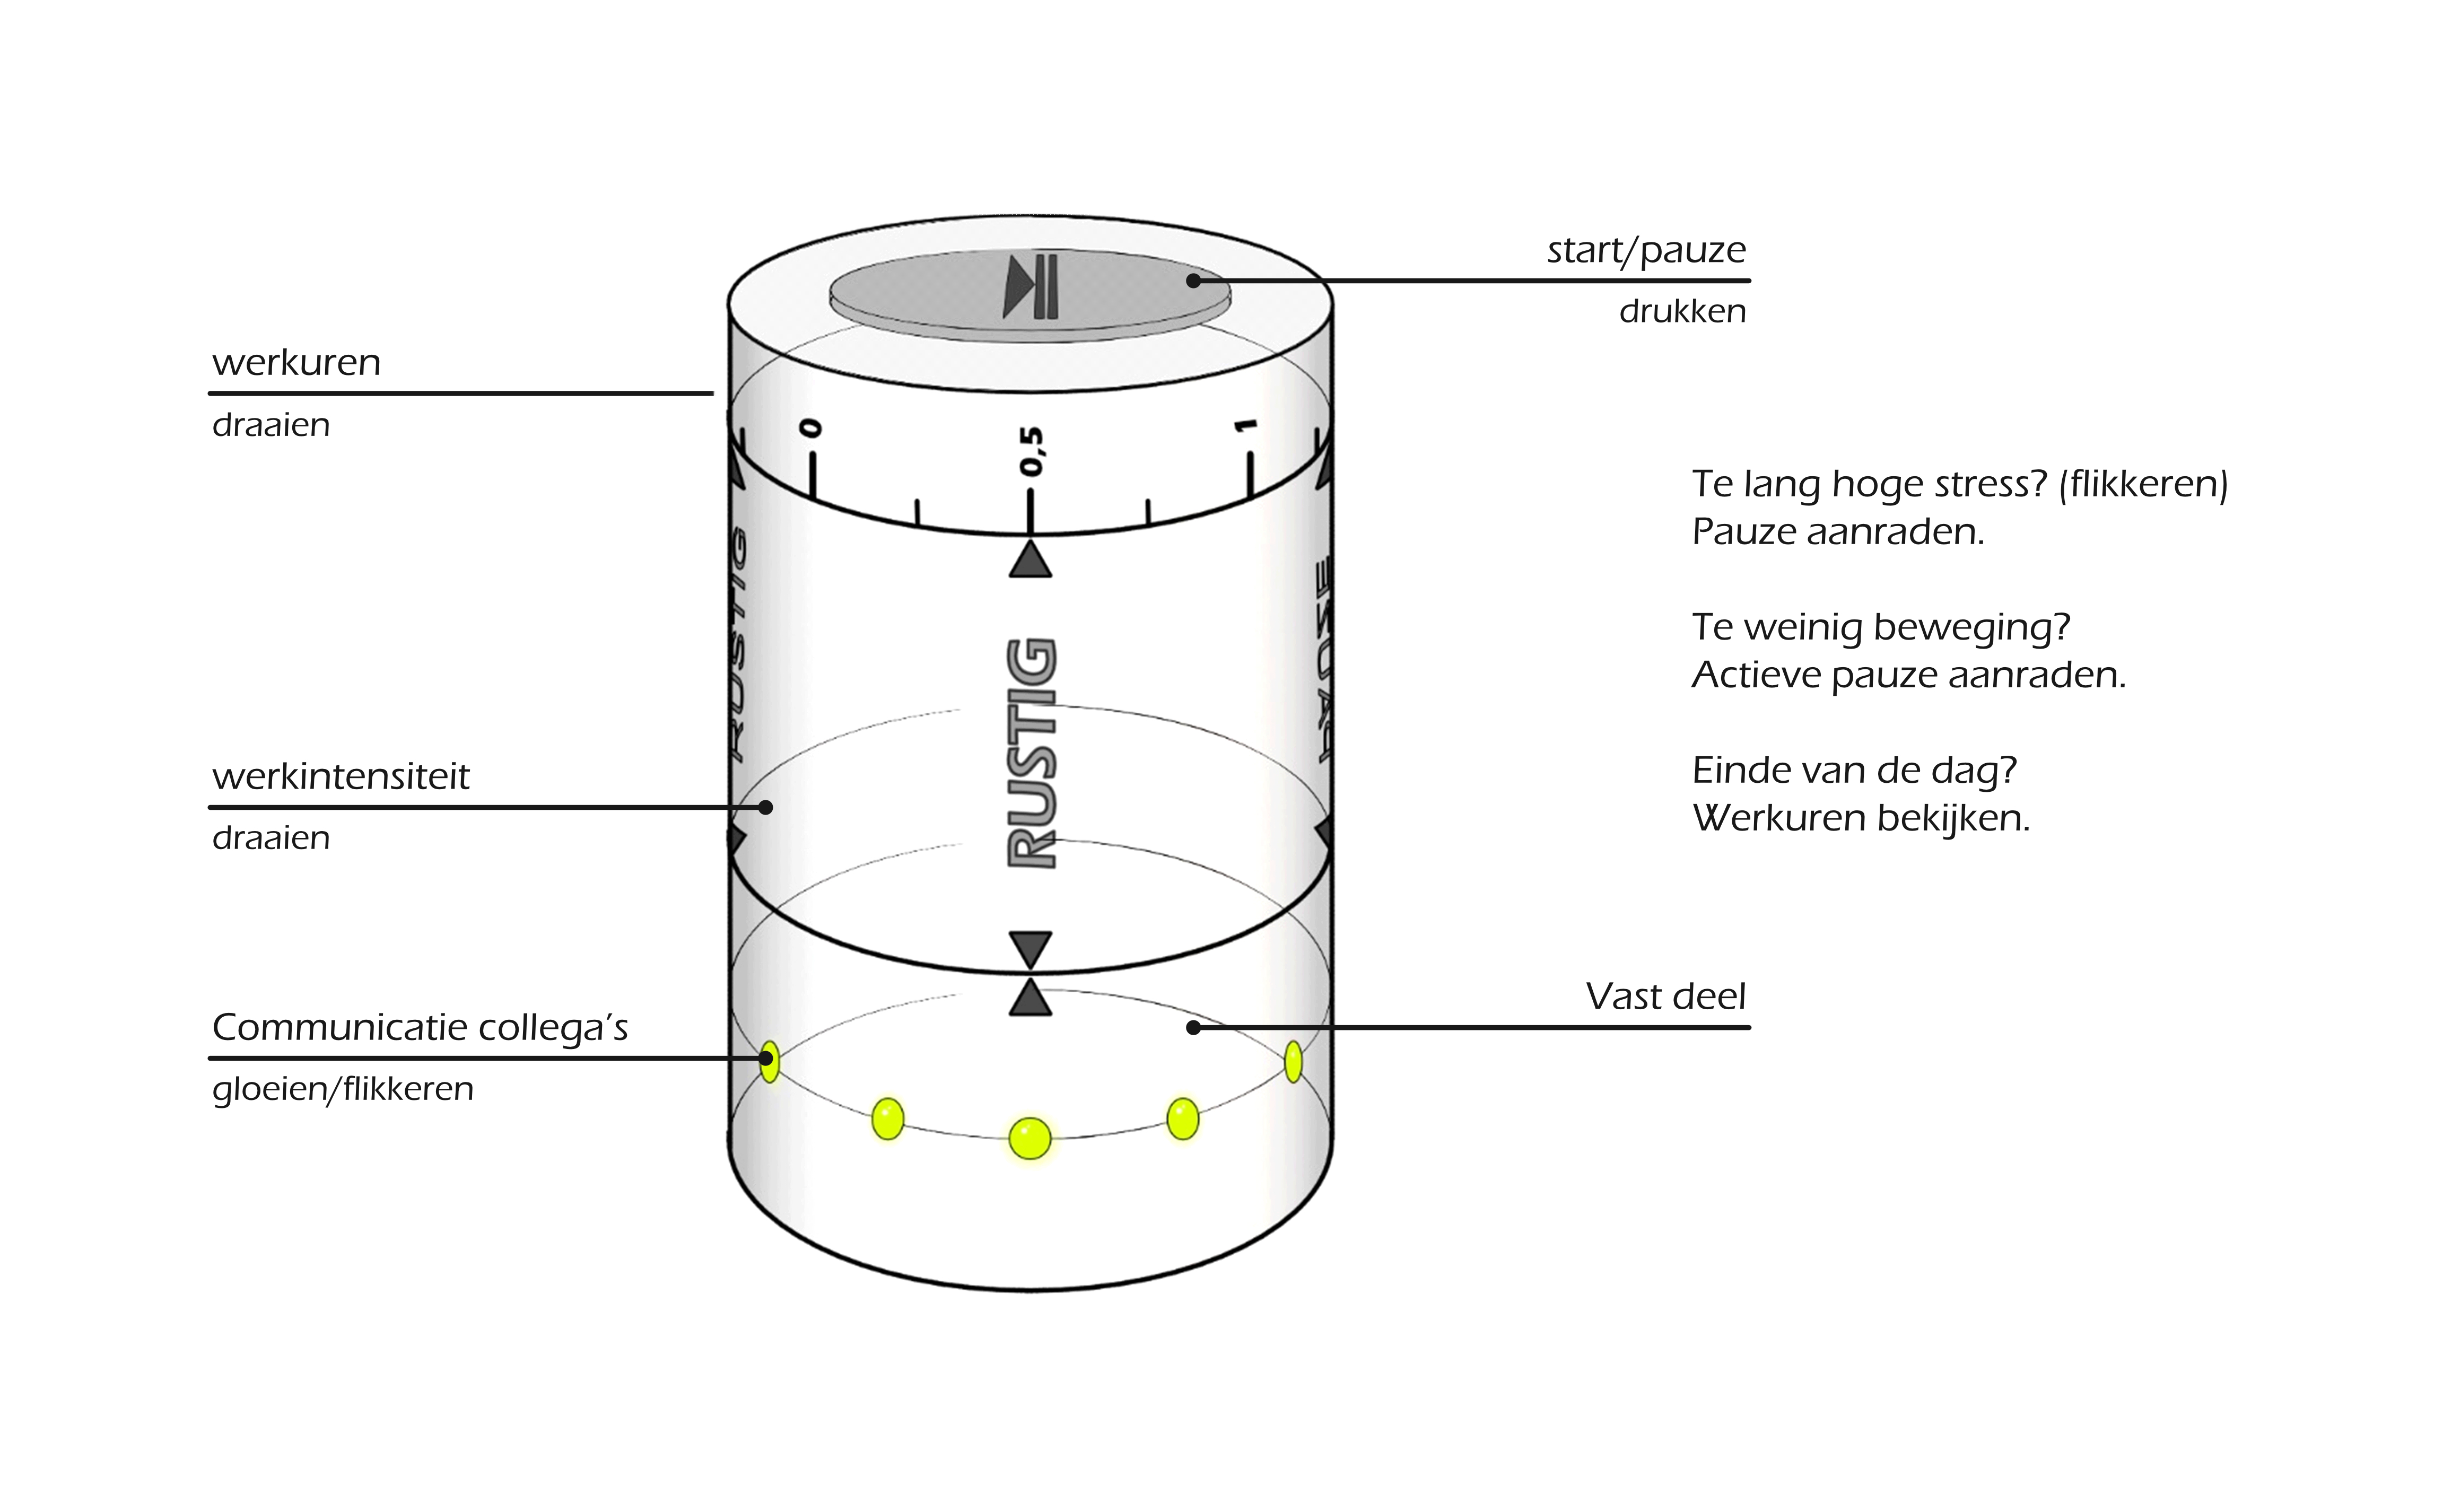 start/pauze
drukken
werkuren
draaien
0
0,5
1
Te lang hoge stress? (flikkeren)
Pauze aanraden.
Te weinig beweging?
Actieve pauze aanraden.
Einde van de dag?
Werkuren bekijken.
RUSTIG
RUSTIG
werkintensiteit
draaien
Vast deel
Communicatie collega's
gloeien/flikkeren